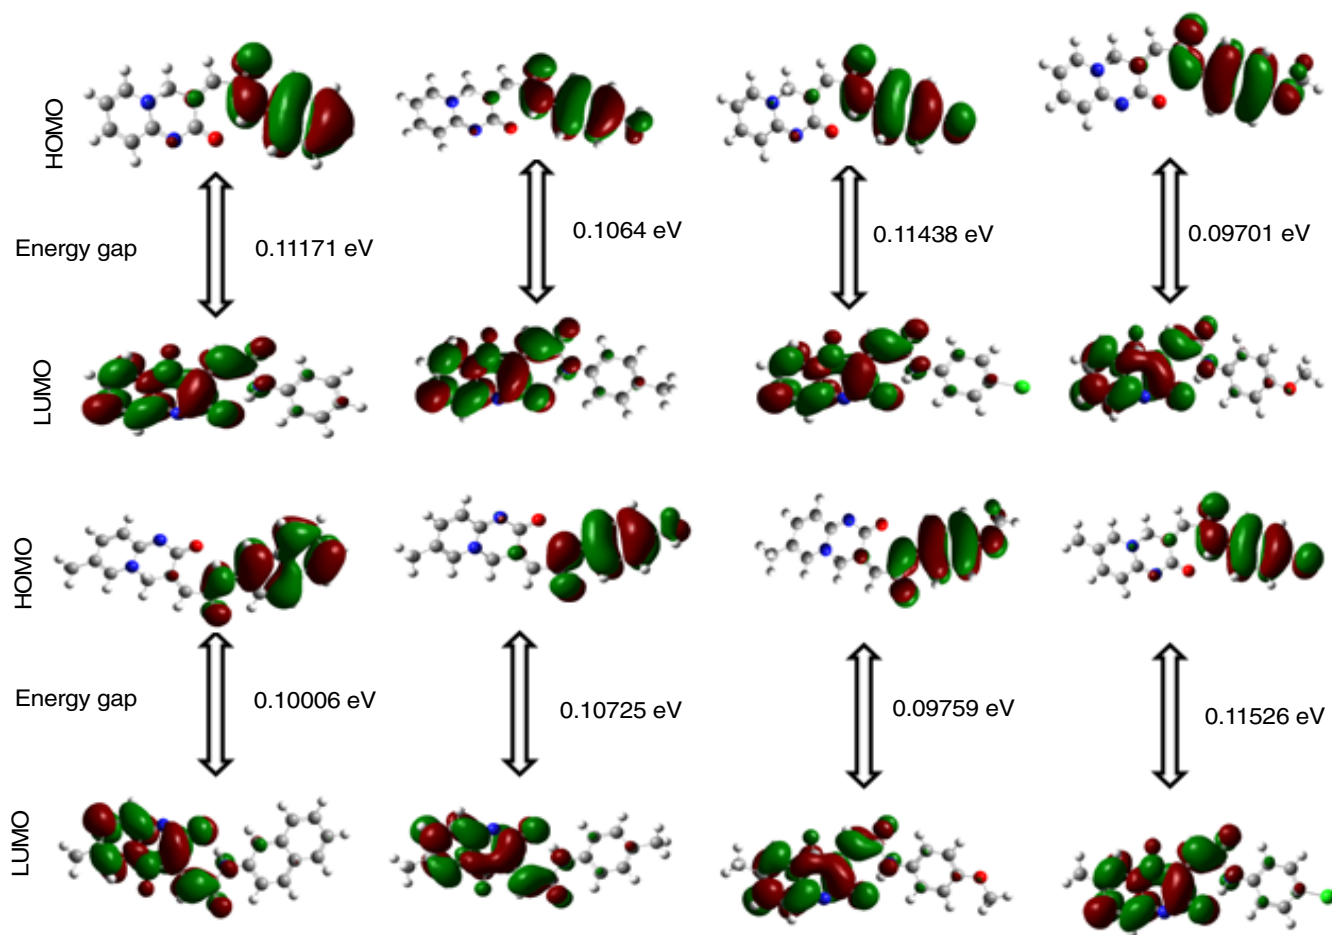 HOMO
Energy gap
0.11171 eV
0.1064 eV
0.11438 eV
0.09701 eV
LUMO
HOMO
Energy gap
0.10006 eV
0.10725 eV
0.09759 eV
0.11526 eV
LUMO